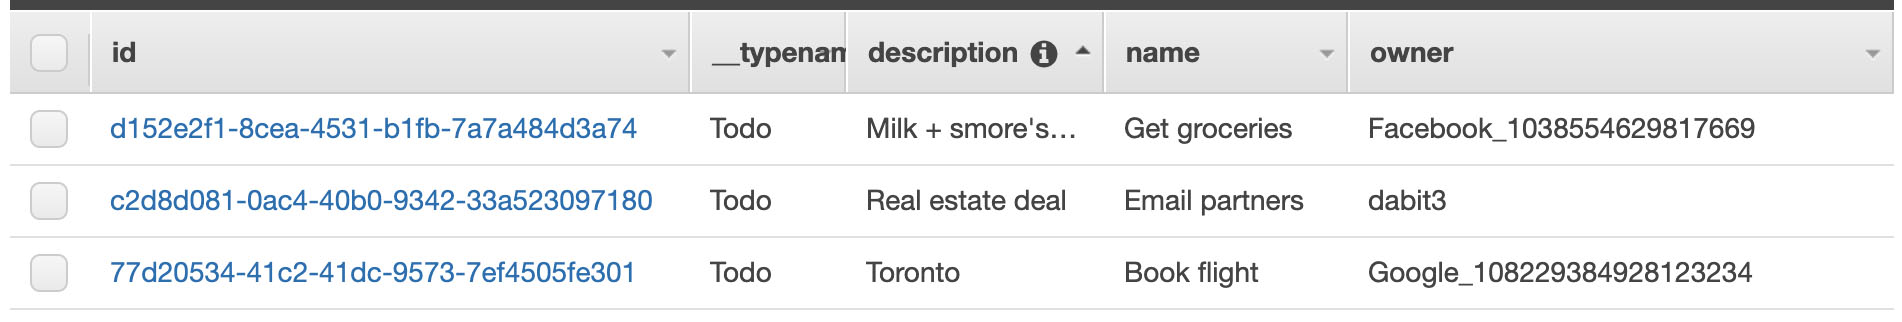 id __typenam description name owner
d152e2f1-8cea-4531-b1fb-7a7a484d3a74 Todo Milk + smore's... Get groceries Facebook_1038554629817669
c2d8d081-0ac4-40b0-9342-33a523097180 Todo Real estate deal Email partners dabit3
77d20534-41c2-41dc-9573-7ef4505fe301 Todo Toronto Book flight Google_108229384928123234